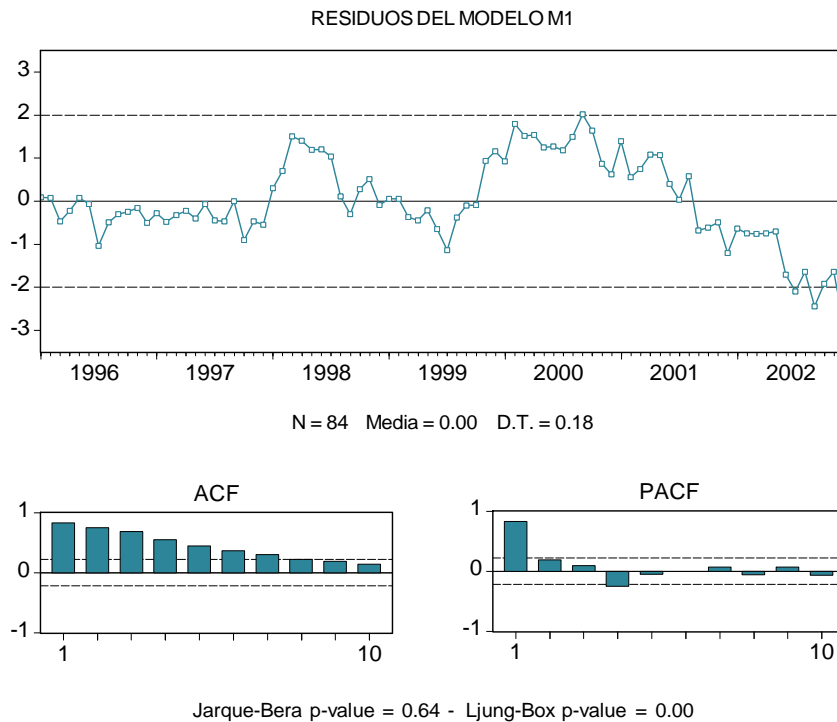 RESIDUOS DEL MODELO M1
3
2
1
0
-1
-2
-3
1996 1997 1998 1999 2000 2001 2002
N = 84 Media = 0.00 D.T. = 0.18
ACF
1
0
-1
1 10
PACF
1
0
-1
1 10
Jarque-Bera p-value = 0.64 - Ljung-Box p-value = 0.00